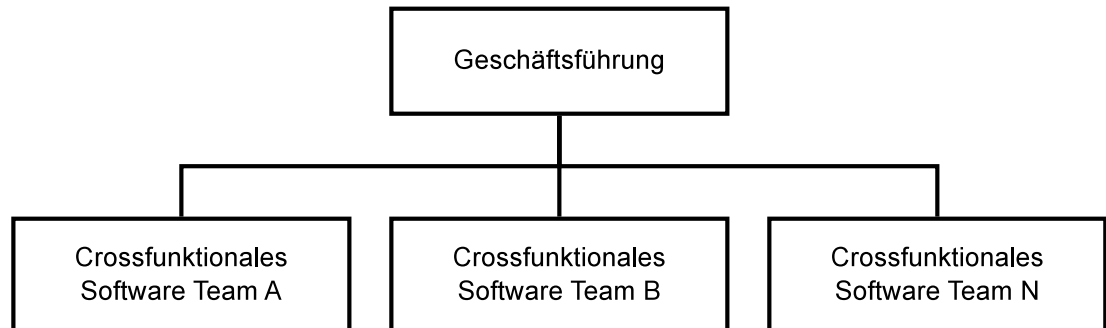 Geschäftsführung
Crossfunktionales
Software Team A
Crossfunktionales
Software Team B
Crossfunktionales
Software Team N